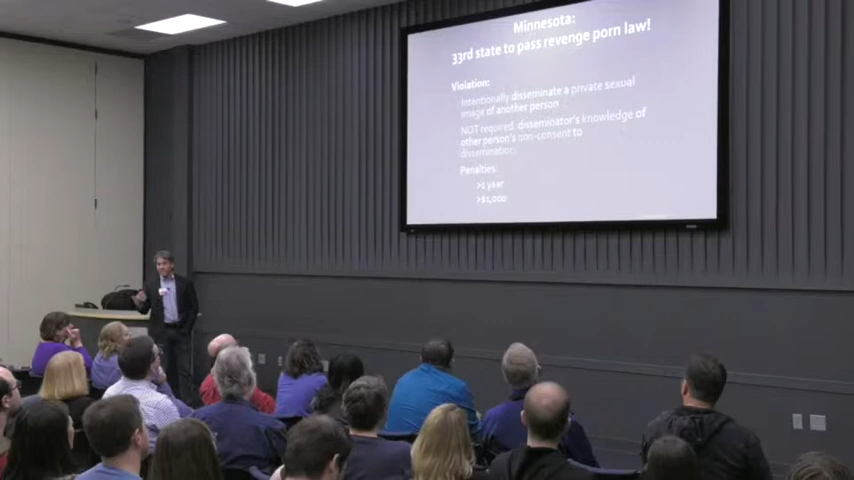 Minnesota:
33rd state to pass revenge porn law!
Violation:
Intentionally disseminate a private sexual
image of another person
NOT required: disseminator's knowledge of
other person's non-consent to
dissemination
Penalties:
>1 year
>$1,000